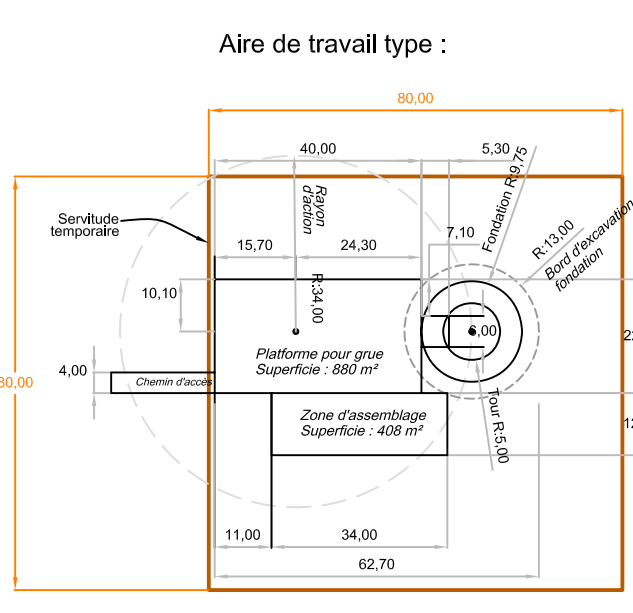 Aire de travail type :
80,00
40,00
5,30
Fondation R:9,75
Rayon
d'action
R:34,00
7,10
R:13,00
Bord d'excavation
fondation
Servitude
temporaire
15,70
24,30
10,10
6,00
Platforme pour grue
Superficie : 880 m²
4,00
Chemin d'accès
80,00
Zone d'assemblage
Superficie : 408 m²
Tour R:5,00
11,00
34,00
62,70